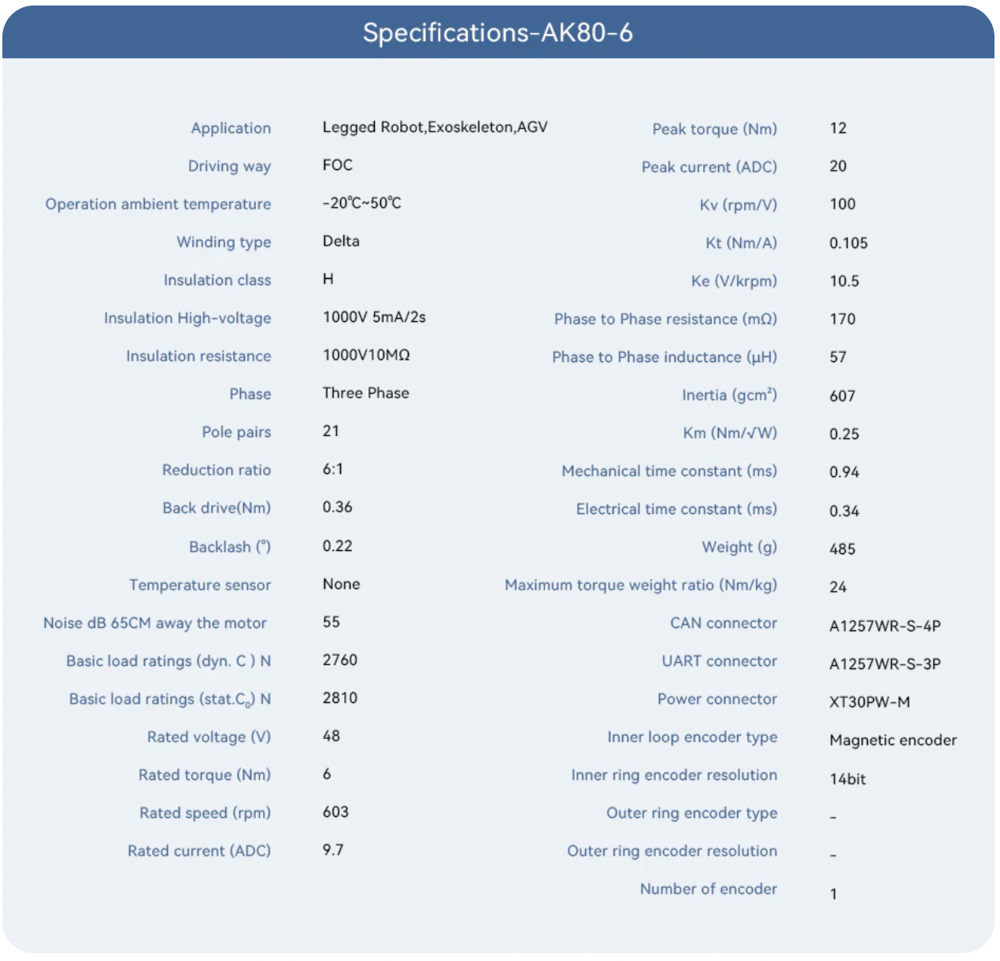 Specifications-AK80-6
Application Legged Robot,Exoskeleton,AGV
Driving way FOC
Operation ambient temperature -20℃~50℃
Winding type Delta
Insulation class H
Insulation High-voltage 1000V 5mA/2s
Insulation resistance 1000V10MΩ
Phase Three Phase
Pole pairs 21
Reduction ratio 6:1
Back drive(Nm) 0.36
Backlash (°) 0.22
Temperature sensor None
Noise dB 65CM away the motor 55
Basic load ratings (dyn. C ) N 2760
Basic load ratings (stat.C₀) N 2810
Rated voltage (V) 48
Rated torque (Nm) 6
Rated speed (rpm) 603
Rated current (ADC) 9.7
Peak torque (Nm) 12
Peak current (ADC) 20
Kv (rpm/V) 100
Kt (Nm/A) 0.105
Ke (V/krpm) 10.5
Phase to Phase resistance (mΩ) 170
Phase to Phase inductance (μH) 57
Inertia (gcm²) 607
Km (Nm/√W) 0.25
Mechanical time constant (ms) 0.94
Electrical time constant (ms) 0.34
Weight (g) 485
Maximum torque weight ratio (Nm/kg) 24
CAN connector A1257WR-S-4P
UART connector A1257WR-S-3P
Power connector XT30PW-M
Inner loop encoder type Magnetic encoder
Inner ring encoder resolution 14bit
Outer ring encoder type -
Outer ring encoder resolution -
Number of encoder 1